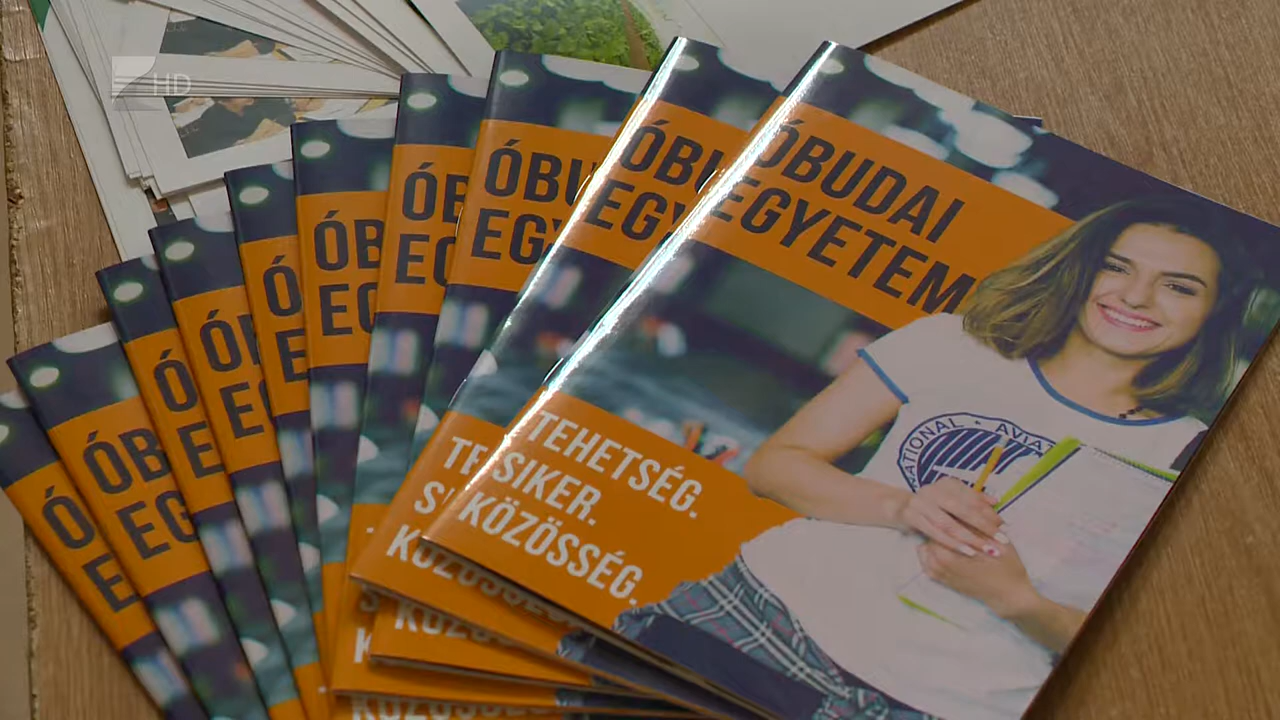 HD
ÓBUDAI
EGYETEM
TEHETSÉG.
SIKER.
KÖZÖSSÉG.